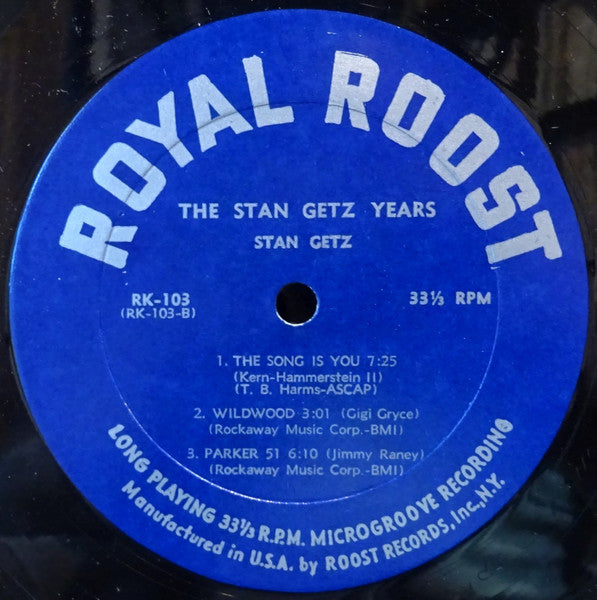 ROYAL ROOST
THE STAN GETZ YEARS
STAN GETZ
RK-103
(RK-103-B)
33⅓ RPM
1. THE SONG IS YOU 7:25
(Kern-Hammerstein II)
(T. B. Harms-ASCAP)
2. WILDWOOD 3:01 (Gigi Gryce)
(Rockaway Music Corp.-BMI)
3. PARKER 51 6:10 (Jimmy Raney)
(Rockaway Music Corp.-BMI)
LONG PLAYING 33⅓ R.P.M. MICROGROOVE RECORDING
Manufactured in U.S.A. by ROOST RECORDS, Inc, N.Y.